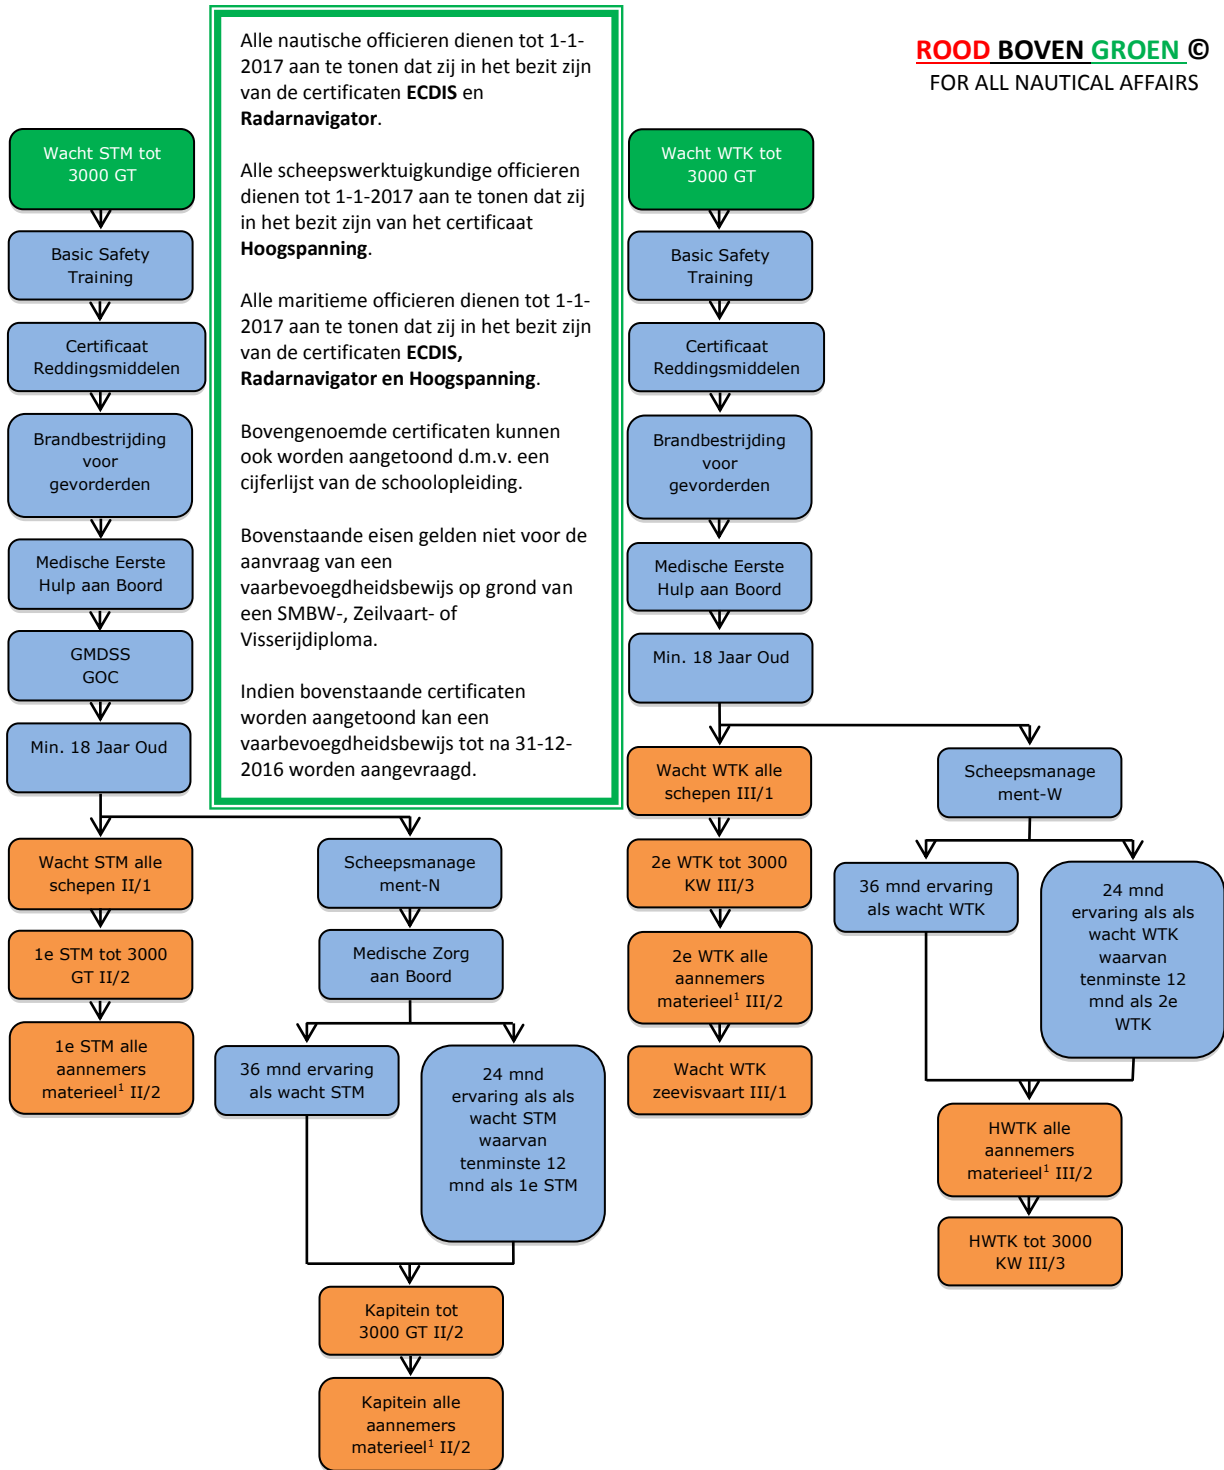 Alle nautische officieren dienen tot 1-1-
2017 aan te tonen dat zij in het bezit zijn
van de certificaten ECDIS en
Radarnavigator.
Alle scheepswerktuigkundige officieren
dienen tot 1-1-2017 aan te tonen dat zij
in het bezit zijn van het certificaat
Hoogspanning.
Alle maritieme officieren dienen tot 1-1-
2017 aan te tonen dat zij in het bezit zijn
van de certificaten ECDIS,
Radarnavigator en Hoogspanning.
Bovengenoemde certificaten kunnen
ook worden aangetoond d.m.v. een
cijferlijst van de schoolopleiding.
Bovenstaande eisen gelden niet voor de
aanvraag van een
vaarbevoegdheidsbewijs op grond van
een SMBW-, Zeilvaart- of
Visserijdiploma.
Indien bovenstaande certificaten
worden aangetoond kan een
vaarbevoegdheidsbewijs tot na 31-12-
2016 worden aangevraagd.
ROOD BOVEN GROEN ©
FOR ALL NAUTICAL AFFAIRS
Wacht STM tot
3000 GT
Basic Safety
Training
Certificaat
Reddingsmiddelen
Brandbestrijding
voor
gevorderden
Medische Eerste
Hulp aan Boord
GMDSS
GOC
Min. 18 Jaar Oud
Wacht STM alle
schepen II/1
1e STM tot 3000
GT II/2
1e STM alle
aannemers
materieel¹ II/2
Scheepsmanage
ment-N
Medische Zorg
aan Boord
36 mnd ervaring
als wacht STM
24 mnd
ervaring als als
wacht STM
waarvan
tenminste 12
mnd als 1e STM
Kapitein tot
3000 GT II/2
Kapitein alle
aannemers
materieel¹ II/2
Wacht WTK tot
3000 GT
Basic Safety
Training
Certificaat
Reddingsmiddelen
Brandbestrijding
voor
gevorderden
Medische Eerste
Hulp aan Boord
Min. 18 Jaar Oud
Wacht WTK alle
schepen III/1
2e WTK tot 3000
KW III/3
2e WTK alle
aannemers
materieel¹ III/2
Wacht WTK
zeevisvaart III/1
Scheepsmanage
ment-W
36 mnd ervaring
als wacht WTK
24 mnd
ervaring als als
wacht WTK
waarvan
tenminste 12
mnd als 2e
WTK
HWTK alle
aannemers
materieel¹ III/2
HWTK tot 3000
KW III/3